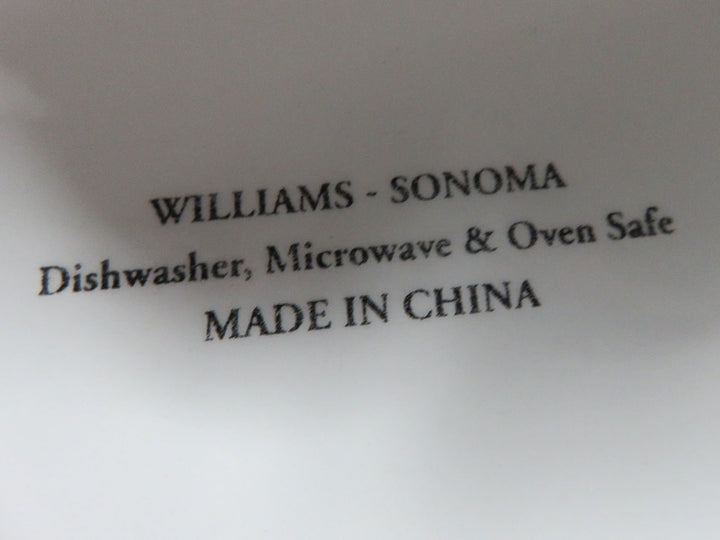 WILLIAMS - SONOMA
Dishwasher, Microwave & Oven Safe
MADE IN CHINA